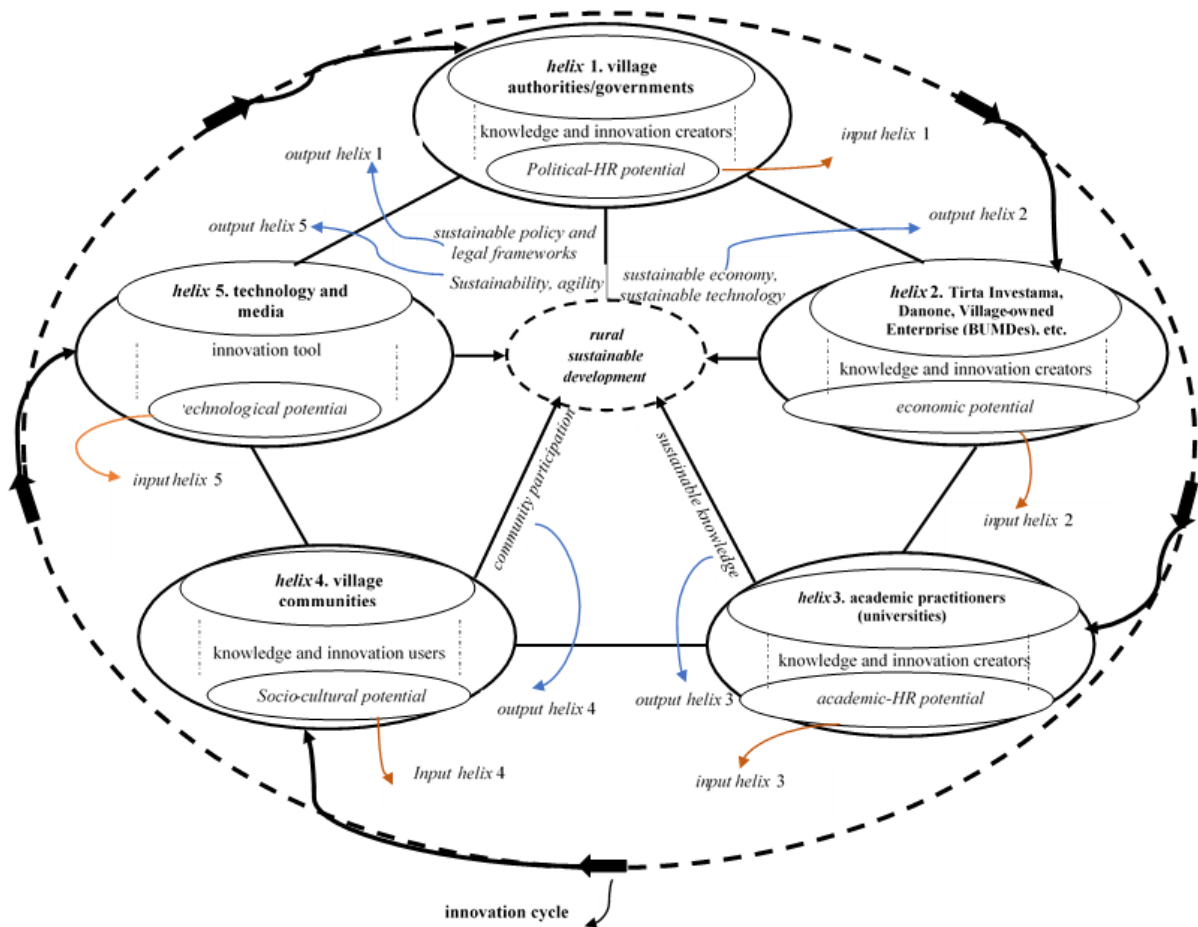 helix 1. village
authorities/governments
knowledge and innovation creators
Political-HR potential
input helix 1
output helix 1
output helix 5
sustainable policy and
legal frameworks
Sustainability, agility
output helix 2
sustainable economy,
sustainable technology
helix 5. technology and
media
innovation tool
echnological potential
input helix 5
rural
sustainable
development
helix 2. Tirta Investama,
Danone, Village-owned
Enterprise (BUMDes), etc.
knowledge and innovation creators
economic potential
input helix 2
community participation
sustainable knowledge
helix 4. village
communities
knowledge and innovation users
Socio-cultural potential
output helix 4
Input helix 4
output helix 3
helix 3. academic practitioners
(universities)
knowledge and innovation creators
academic-HR potential
input helix 3
innovation cycle